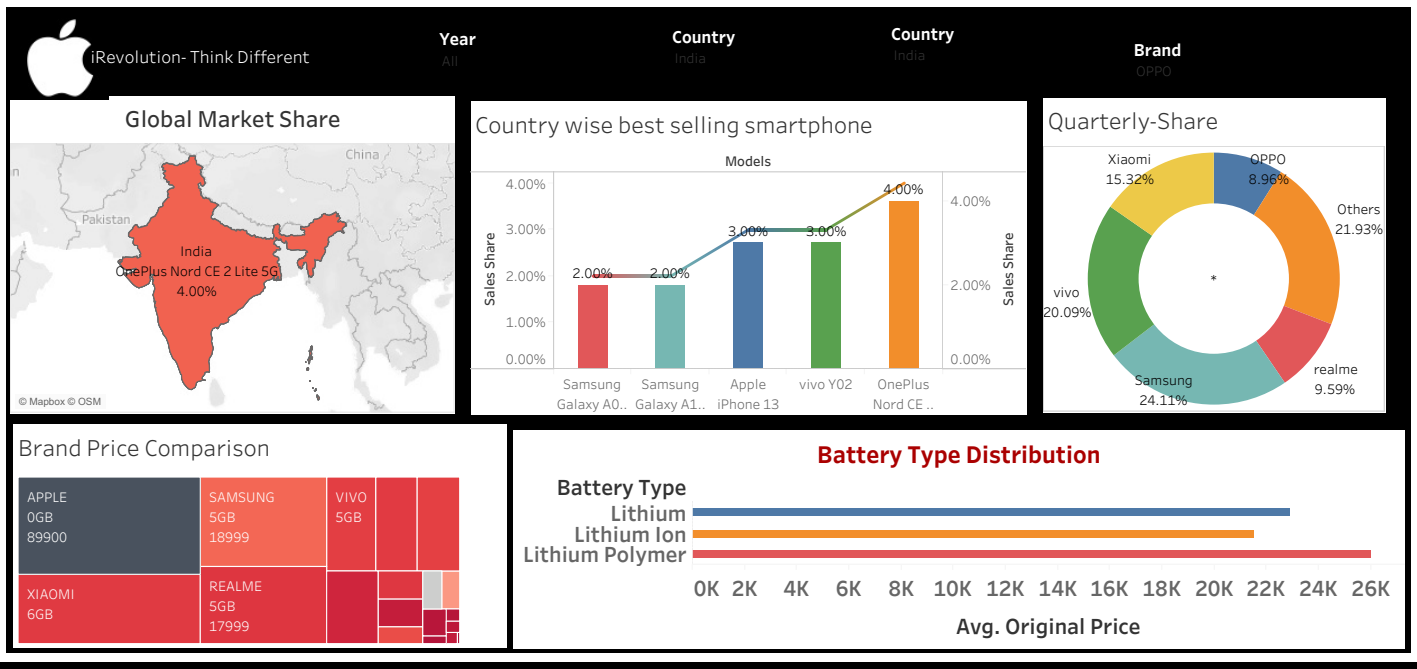 iRevolution- Think Different
Year
All
Country
India
Country
India
Brand
OPPO
Global Market Share
China
Pakistan
India
OnePlus Nord CE 2 Lite 5G
4.00%
© Mapbox © OSM
Country wise best selling smartphone
Models
4.00%
3.00%
2.00%
1.00%
0.00%
Sales Share
2.00%
2.00%
3.00%
3.00%
4.00%
4.00%
2.00%
0.00%
Sales Share
Samsung
Galaxy A0..
Samsung
Galaxy A1..
Apple
iPhone 13
vivo Y02
OnePlus
Nord CE ..
Quarterly-Share
Xiaomi
15.32%
OPPO
8.96%
Others
21.93%
*
vivo
20.09%
realme
9.59%
Samsung
24.11%
Brand Price Comparison
APPLE
0GB
89900
SAMSUNG
5GB
18999
VIVO
5GB
XIAOMI
6GB
REALME
5GB
17999
Battery Type Distribution
Battery Type
Lithium
Lithium Ion
Lithium Polymer
0K 2K 4K 6K 8K 10K 12K 14K 16K 18K 20K 22K 24K 26K
Avg. Original Price